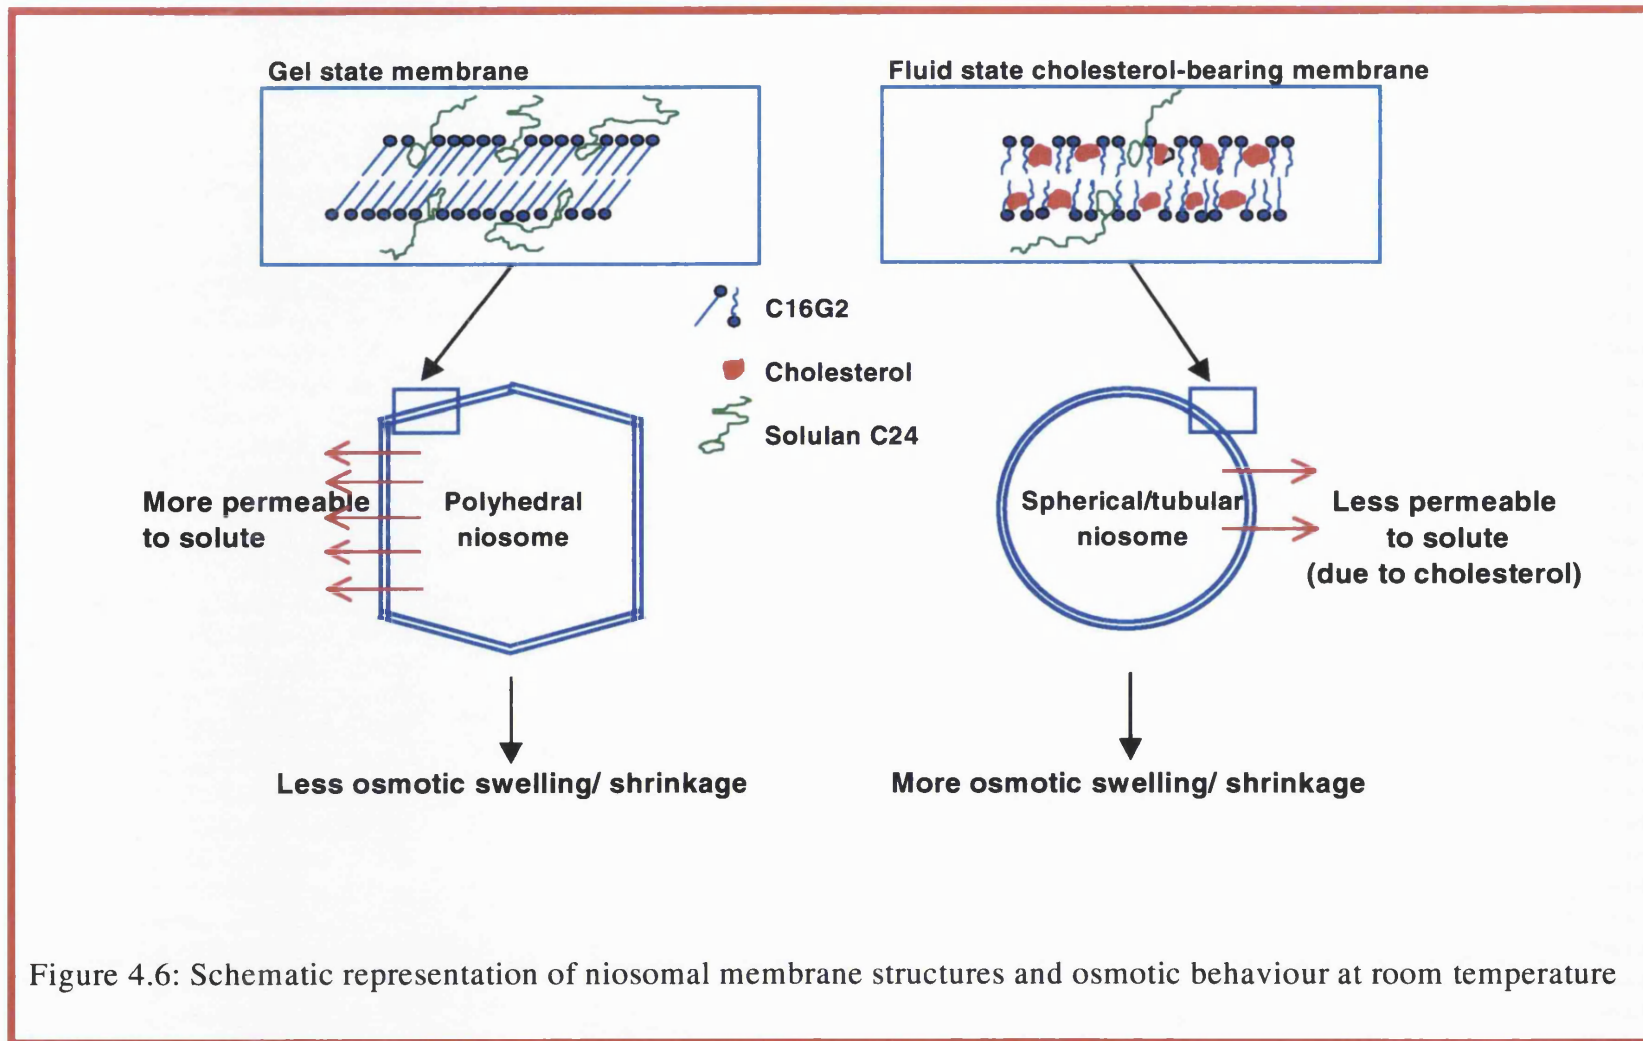 Gel state membrane
Fluid state cholesterol-bearing membrane
C16G2
Cholesterol
Solulan C24
More permeable
to solute
Polyhedral
niosome
Spherical/tubular
niosome
Less permeable
to solute
(due to cholesterol)
Less osmotic swelling/ shrinkage
More osmotic swelling/ shrinkage
Figure 4.6: Schematic representation of niosomal membrane structures and osmotic behaviour at room temperature